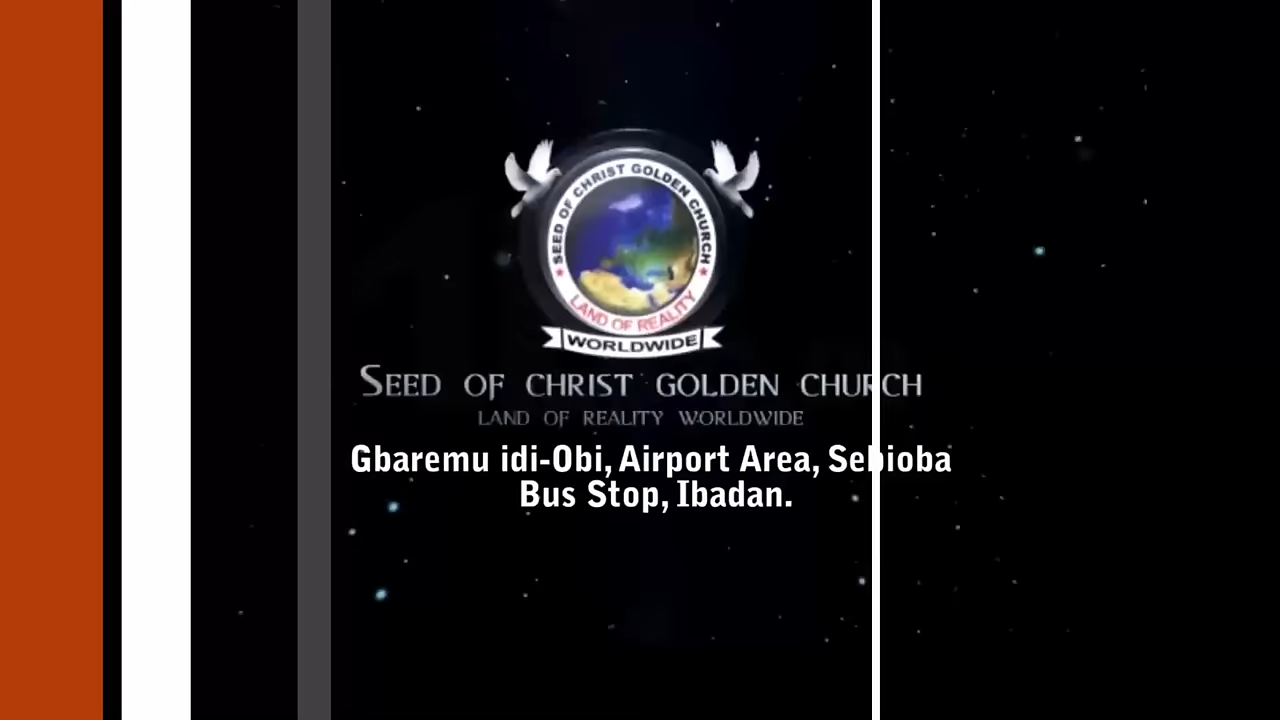 SEED OF CHRIST GOLDEN CHURCH
LAND OF REALITY
WORLDWIDE
SEED OF CHRIST GOLDEN CHURCH
LAND OF REALITY WORLDWIDE
Gbaremu idi-Obi, Airport Area, Sebioba
Bus Stop, Ibadan.